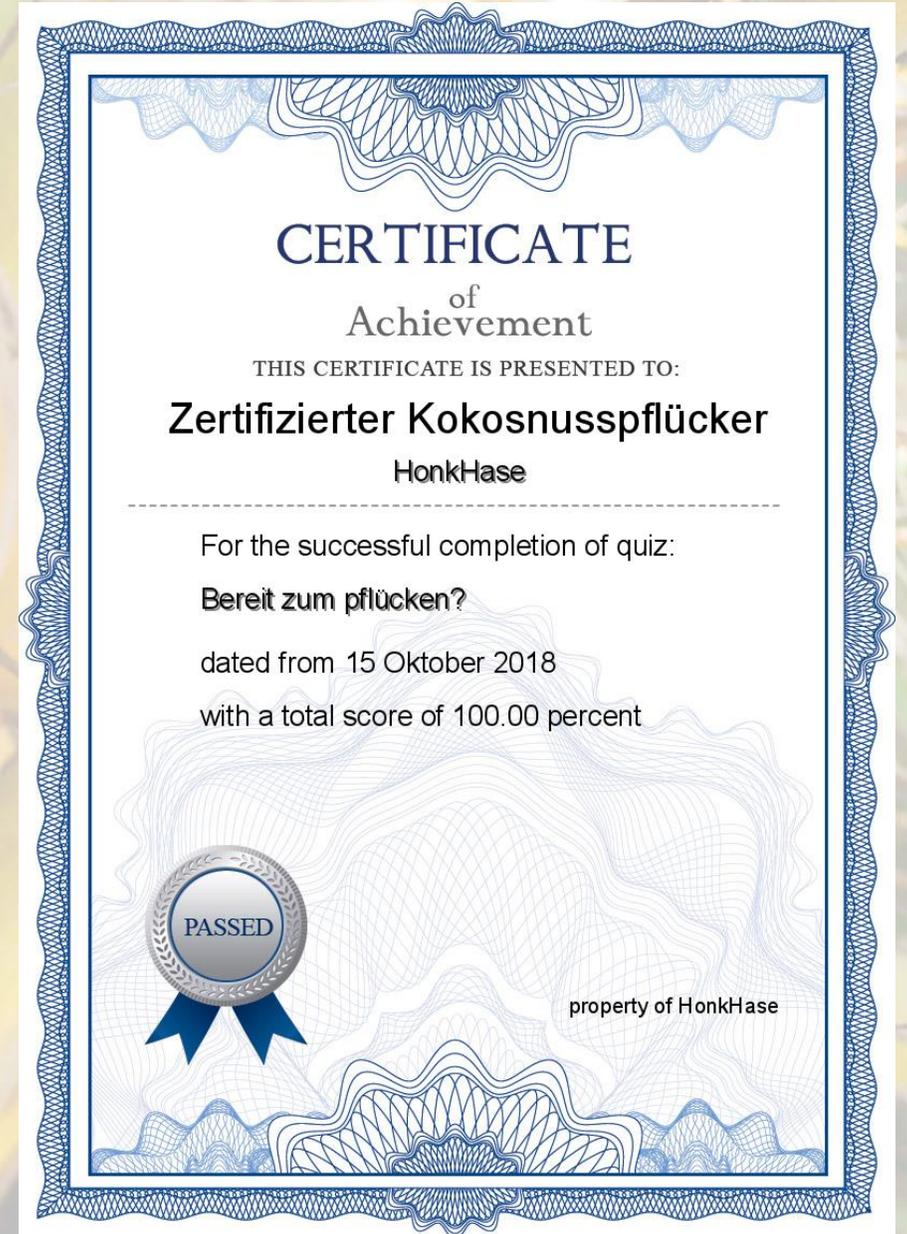 CERTIFICATE
of
Achievement
THIS CERTIFICATE IS PRESENTED TO:
Zertifizierter Kokosnusspflücker
HonkHase
For the successful completion of quiz:
Bereit zum pflücken?
dated from 15 Oktober 2018
with a total score of 100.00 percent
PASSED
property of HonkHase